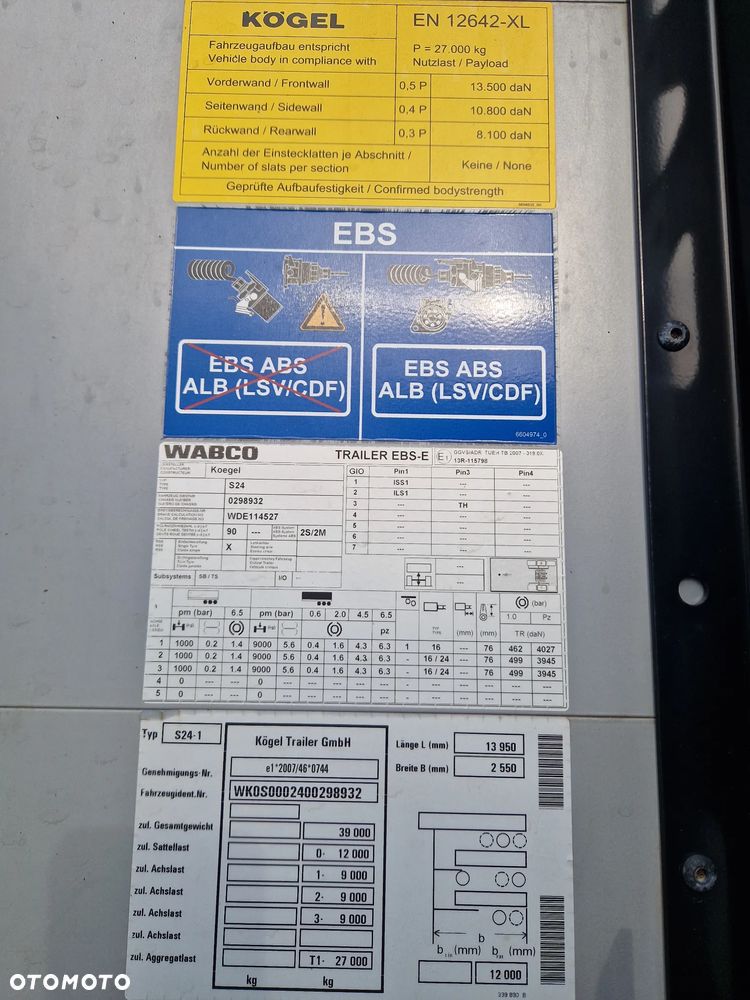 KÖGEL EN 12642-XL
Fahrzeugaufbau entspricht P = 27.000 kg
Vehicle body in compliance with Nutzlast / Payload
Vorderwand / Frontwall 0,5 P 13.500 daN
Seitenwand / Sidewall 0,4 P 10.800 daN
Rückwand / Rearwall 0,3 P 8.100 daN
Anzahl der Einstecklatten je Abschnitt /
Number of slats per section Keine / None
Geprüfte Aufbaufestigkeit / Confirmed bodystrength
EBS
EBS ABS
ALB (LSV/CDF)
EBS ABS
ALB (LSV/CDF)
6604974_0
WABCO TRAILER EBS-E E1
13R-115798
Koegel GIO Pin1 Pin3 Pin4
S24 1 ISS1 --- ---
0298932 2 ILS1 --- ---
WDE114527 3 --- TH ---
90 --- 2S/2M 4 --- --- ---
5 --- --- ---
X 6 --- --- ---
7 --- --- ---
Subsystems SB / TS I/O --
pm (bar) 6.5 pm (bar) 0.6 2.0 4.5 6.5 (bar)
1.0 Pz
pz TYP TYPE (mm) (mm) TR (daN)
1 1000 0.2 1.4 9000 5.6 0.4 1.6 4.3 6.3 1 16 --- 76 462 4027
2 1000 0.2 1.4 9000 5.6 0.4 1.6 4.3 6.3 - 16 / 24 --- 76 499 3945
3 1000 0.2 1.4 9000 5.6 0.4 1.6 4.3 6.3 - 16 / 24 --- 76 499 3945
4 0 --- --- 0 --- --- --- --- --- - --- --- --- --- ---
5 0 --- --- 0 --- --- --- --- --- - --- --- --- --- ---
Typ S24-1 Kögel Trailer GmbH Länge L (mm) 13 950
Genehmigungs-Nr. e1*2007/46*0744 Breite B (mm) 2 550
Fahrzeugident.Nr. WK0S0002400298932
zul. Gesamtgewicht 39 000
zul. Sattellast 0- 12 000
zul. Achslast 1- 9 000
zul. Achslast 2- 9 000
zul. Achslast 3- 9 000
zul. Achslast
zul. Aggregatlast T1- 27 000
kg kg
b
b (mm) b (mm)
12 000
OTOMOTO
OTOMOTO